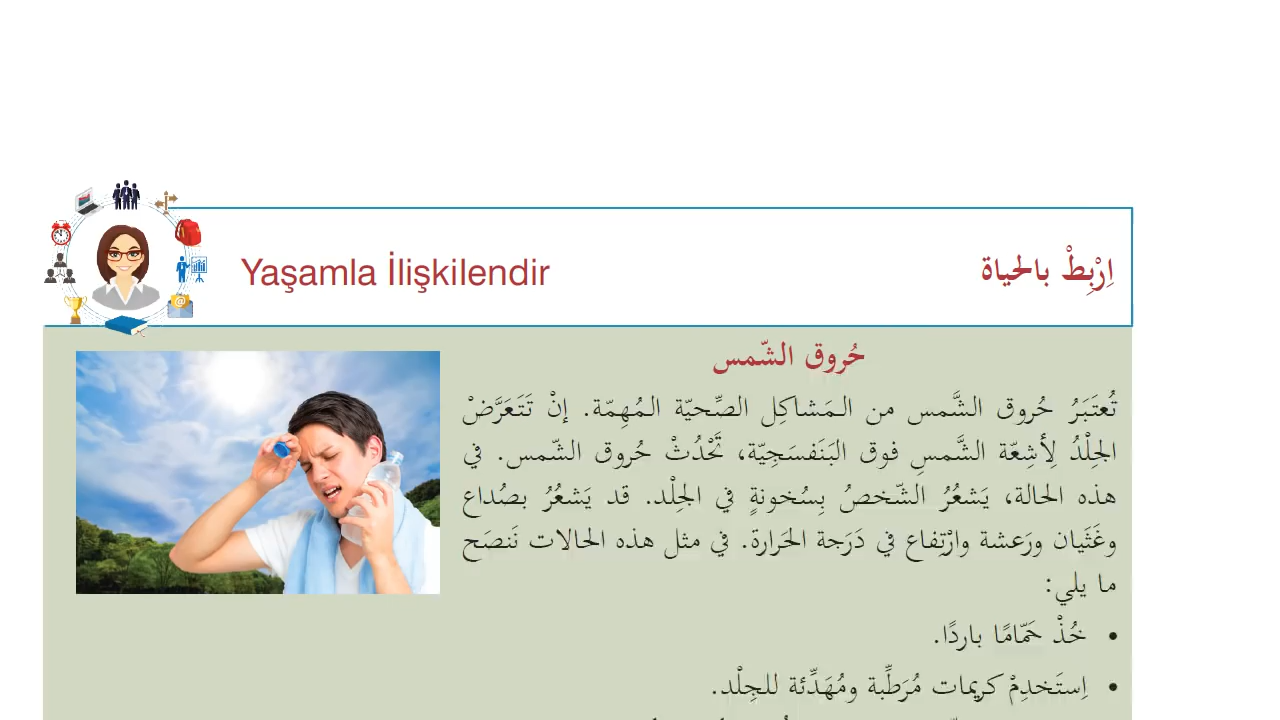 Yaşamla İlişkilendir
اِرْبِطْ بالحياة
حُروق الشّمس
تُعتَبَرُ حُروق الشَّمس من المَشاكِل الصِّحيّة المُهِمّة. إنْ تَتَعَرَّضْ
الجِلْدُ لِأشِعّة الشَّمسِ فوق البَنَفسَجِيّة، تَحْدُثْ حُروق الشّمس. في
هذه الحالة، يَشعُرُ الشّخصُ بِسُخونةٍ في الجِلْد. قد يَشعُرُ بصُداع
وغَثَيان ورَعشة وارْتِفاع في دَرَجة الحَرارة. في مثل هذه الحالات نَنصَح
ما يلي:
• خُذْ حَمّامًا باردًا.
• اِستَخدِمْ كريمات مُرَطِّبة ومُهَدِّئة للجِلْد.